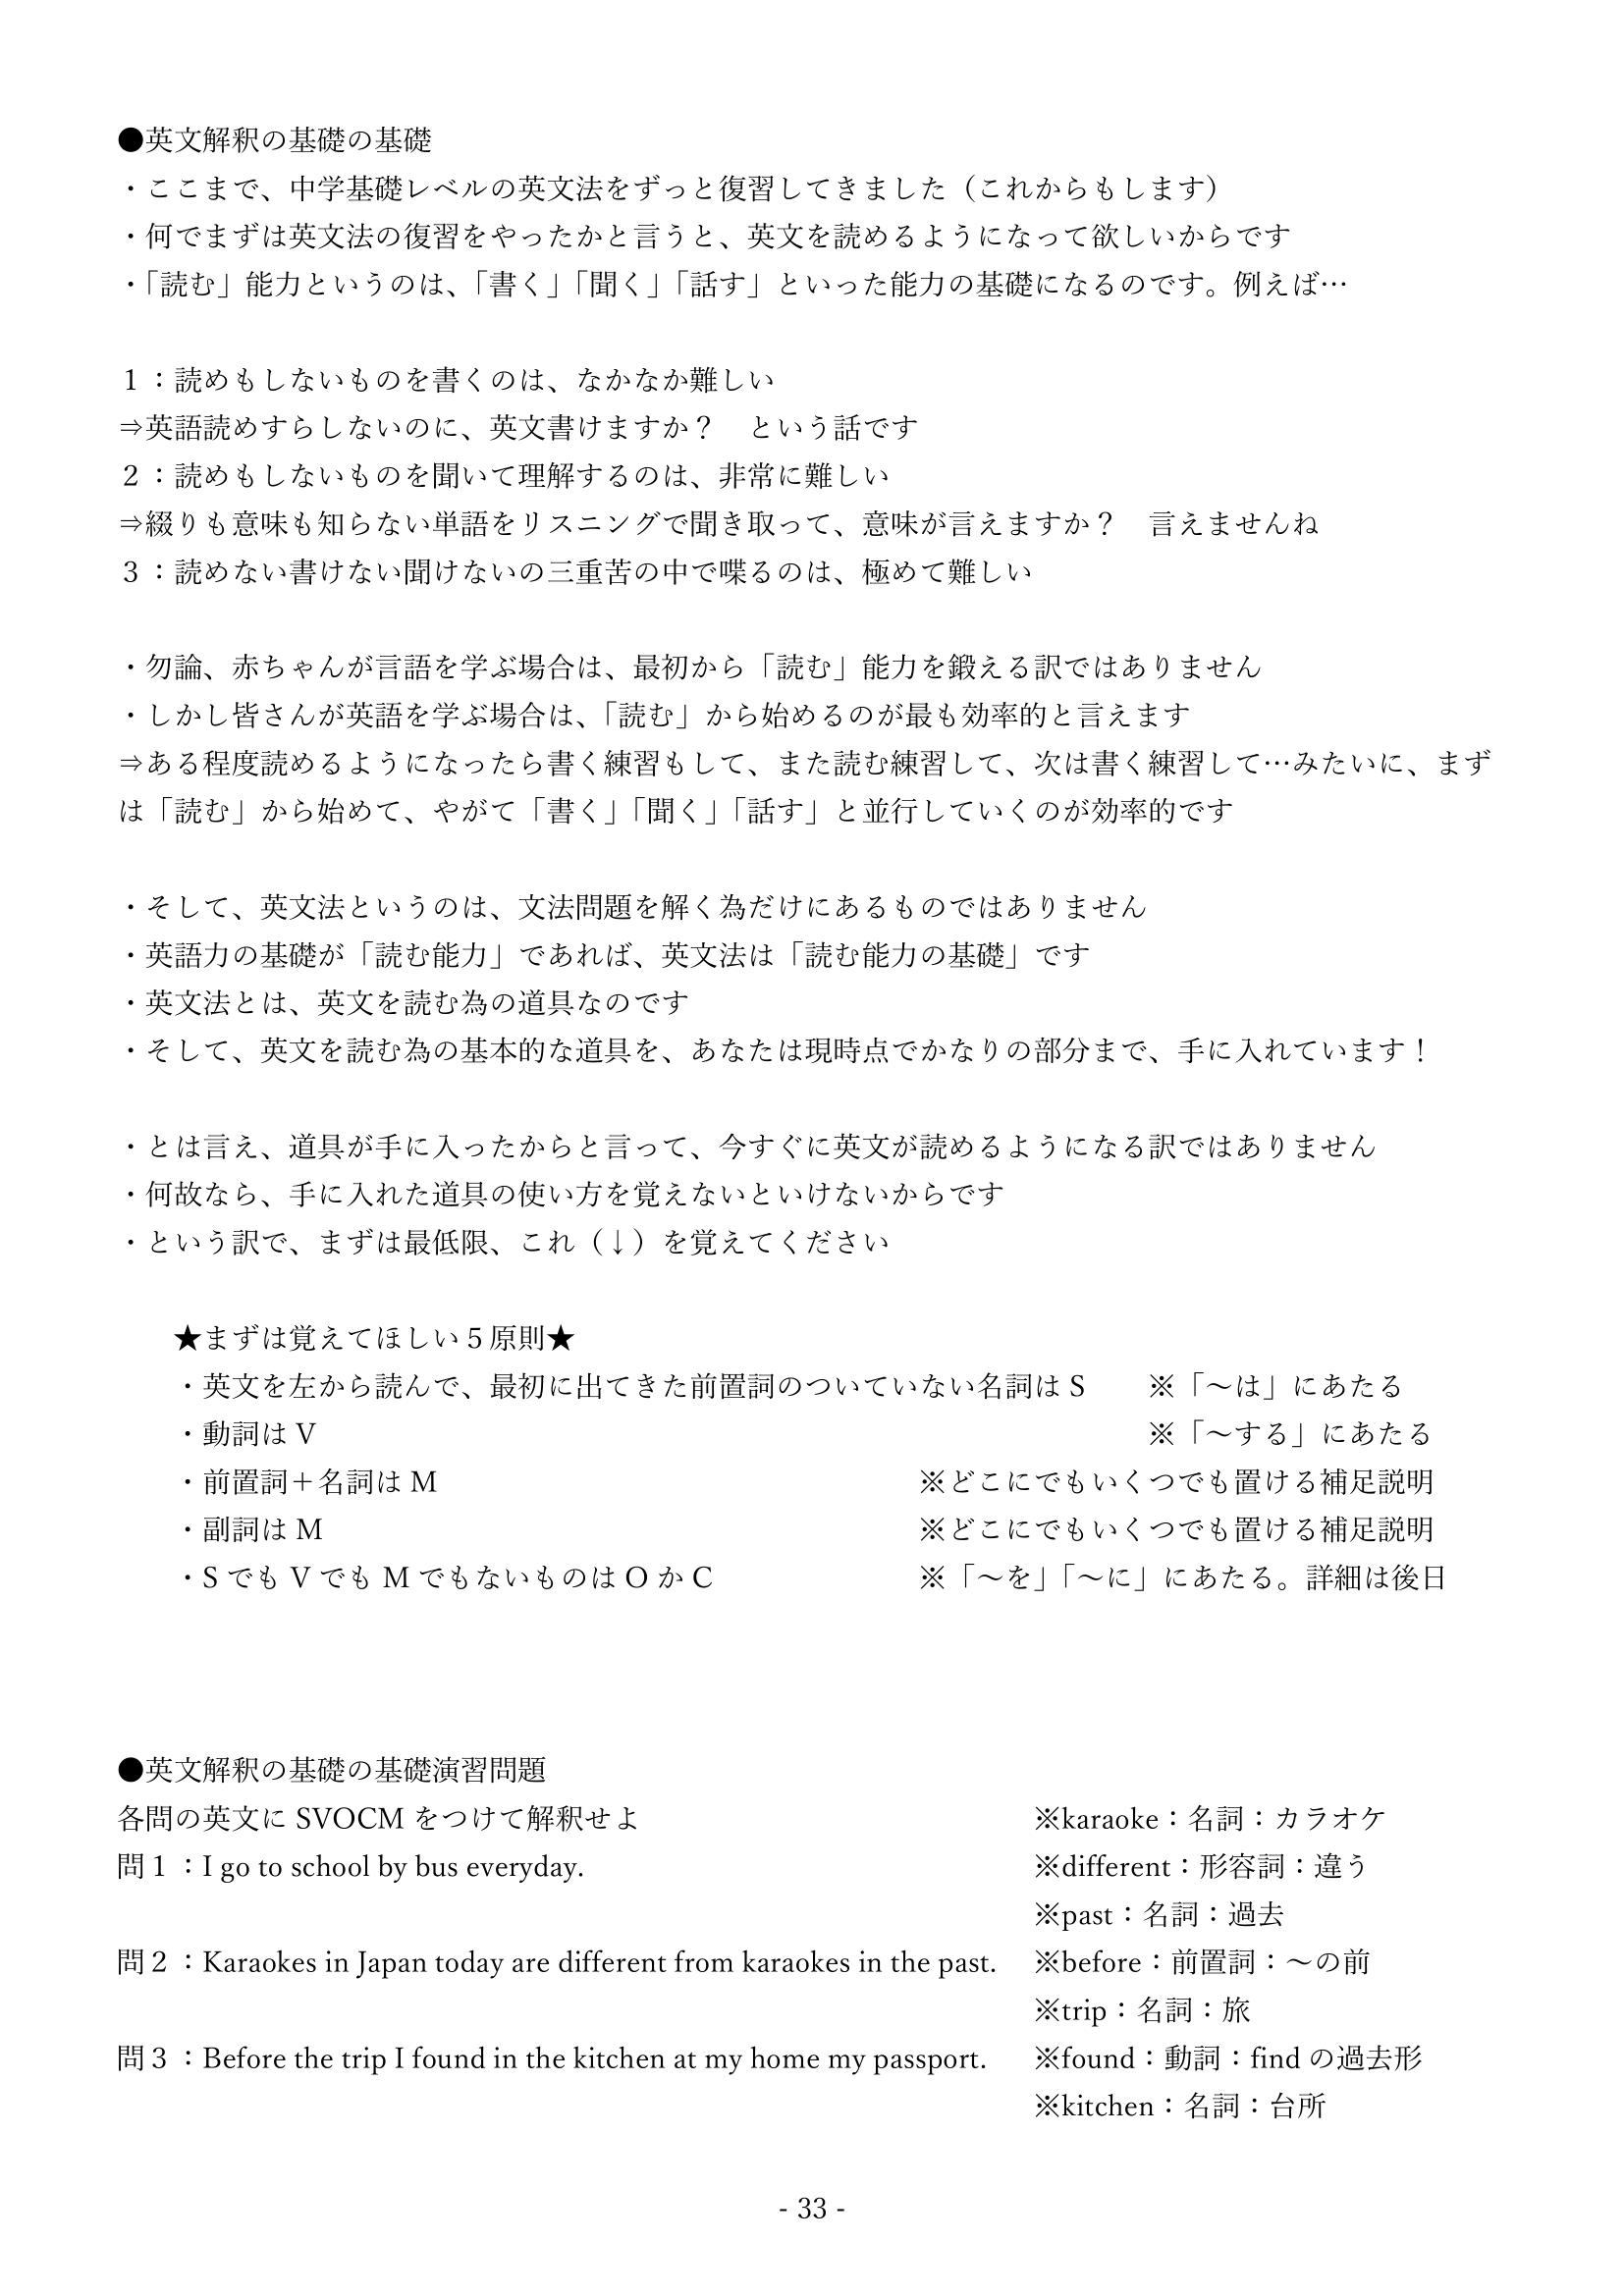 ●英文解釈の基礎の基礎
・ここまで、中学基礎レベルの英文法をずっと復習してきました（これからもします）
・何でまずは英文法の復習をやったかと言うと、英文を読めるようになって欲しいからです
・「読む」能力というのは、「書く」「聞く」「話す」といった能力の基礎になるのです。例えば…
１：読めもしないものを書くのは、なかなか難しい
⇒英語読めすらしないのに、英文書けますか？　という話です
２：読めもしないものを聞いて理解するのは、非常に難しい
⇒綴りも意味も知らない単語をリスニングで聞き取って、意味が言えますか？　言えませんね
３：読めない書けない聞けないの三重苦の中で喋るのは、極めて難しい
・勿論、赤ちゃんが言語を学ぶ場合は、最初から「読む」能力を鍛える訳ではありません
・しかし皆さんが英語を学ぶ場合は、「読む」から始めるのが最も効率的と言えます
⇒ある程度読めるようになったら書く練習もして、また読む練習して、次は書く練習して…みたいに、まず
は「読む」から始めて、やがて「書く」「聞く」「話す」と並行していくのが効率的です
・そして、英文法というのは、文法問題を解く為だけにあるものではありません
・英語力の基礎が「読む能力」であれば、英文法は「読む能力の基礎」です
・英文法とは、英文を読む為の道具なのです
・そして、英文を読む為の基本的な道具を、あなたは現時点でかなりの部分まで、手に入れています！
・とは言え、道具が手に入ったからと言って、今すぐに英文が読めるようになる訳ではありません
・何故なら、手に入れた道具の使い方を覚えないといけないからです
・という訳で、まずは最低限、これ（↓）を覚えてください
★まずは覚えてほしい５原則★
・英文を左から読んで、最初に出てきた前置詞のついていない名詞は S　　※「～は」にあたる
・動詞は V　　※「～する」にあたる
・前置詞＋名詞は M　　※どこにでもいくつでも置ける補足説明
・副詞は M　　※どこにでもいくつでも置ける補足説明
・S でも V でも M でもないものは O か C　　※「～を」「～に」にあたる。詳細は後日
●英文解釈の基礎の基礎演習問題
各問の英文に SVOCM をつけて解釈せよ　　※karaoke：名詞：カラオケ
問１：I go to school by bus everyday.　　※different：形容詞：違う
※past：名詞：過去
問２：Karaokes in Japan today are different from karaokes in the past.　　※before：前置詞：～の前
※trip：名詞：旅
問３：Before the trip I found in the kitchen at my home my passport.　　※found：動詞：find の過去形
※kitchen：名詞：台所
- 33 -